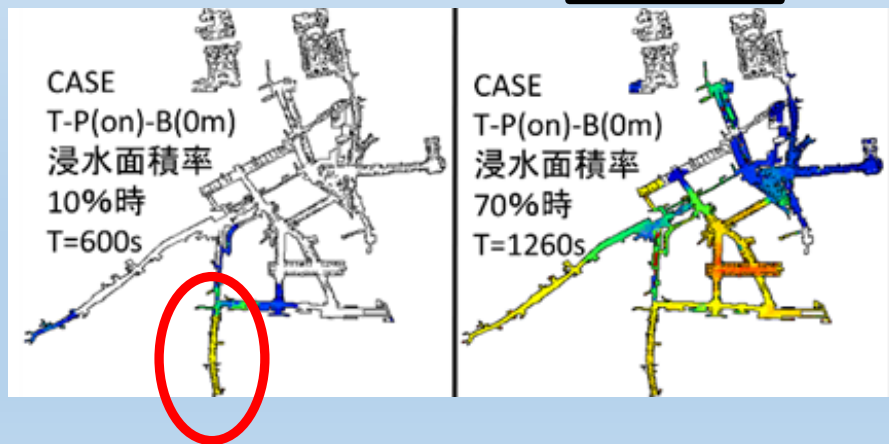 CASE
T-P(on)-B(0m)
浸水面積率
10%時
T=600s
CASE
T-P(on)-B(0m)
浸水面積率
70%時
T=1260s